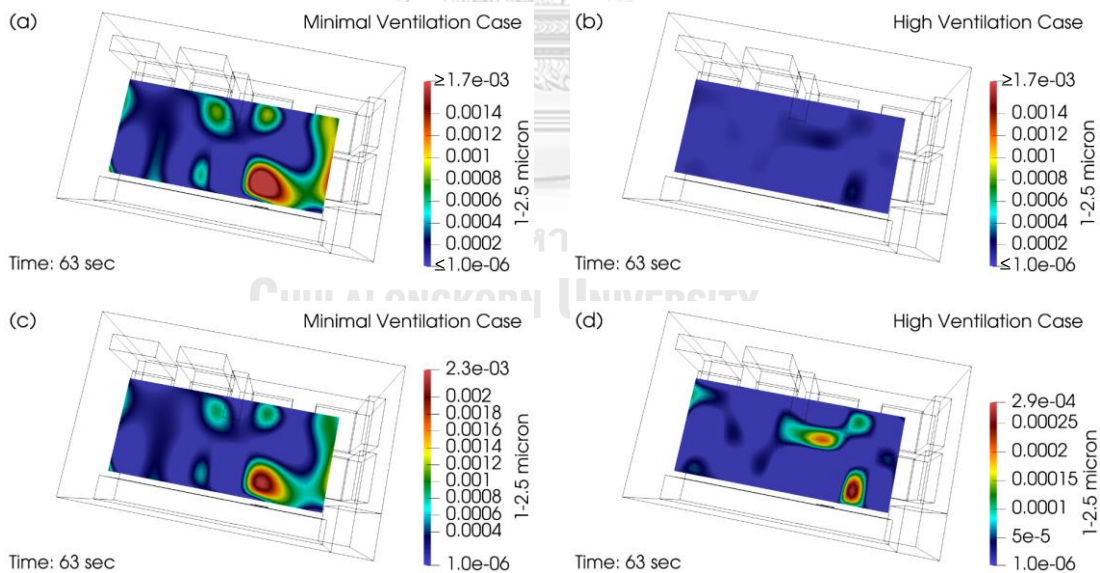 (a) Minimal Ventilation Case
≥1.7e-03
0.0014
0.0012
0.001
0.0008
0.0006
0.0004
0.0002
≤1.0e-06
1-2.5 micron
Time: 63 sec
(b) High Ventilation Case
≥1.7e-03
0.0014
0.0012
0.001
0.0008
0.0006
0.0004
0.0002
≤1.0e-06
1-2.5 micron
Time: 63 sec
CHULALONGKORN UNIVERSITY
(c) Minimal Ventilation Case
2.3e-03
0.002
0.0018
0.0016
0.0014
0.0012
0.001
0.0008
0.0006
0.0004
1.0e-06
1-2.5 micron
Time: 63 sec
(d) High Ventilation Case
2.9e-04
0.00025
0.0002
0.00015
0.0001
5e-5
1.0e-06
1-2.5 micron
Time: 63 sec